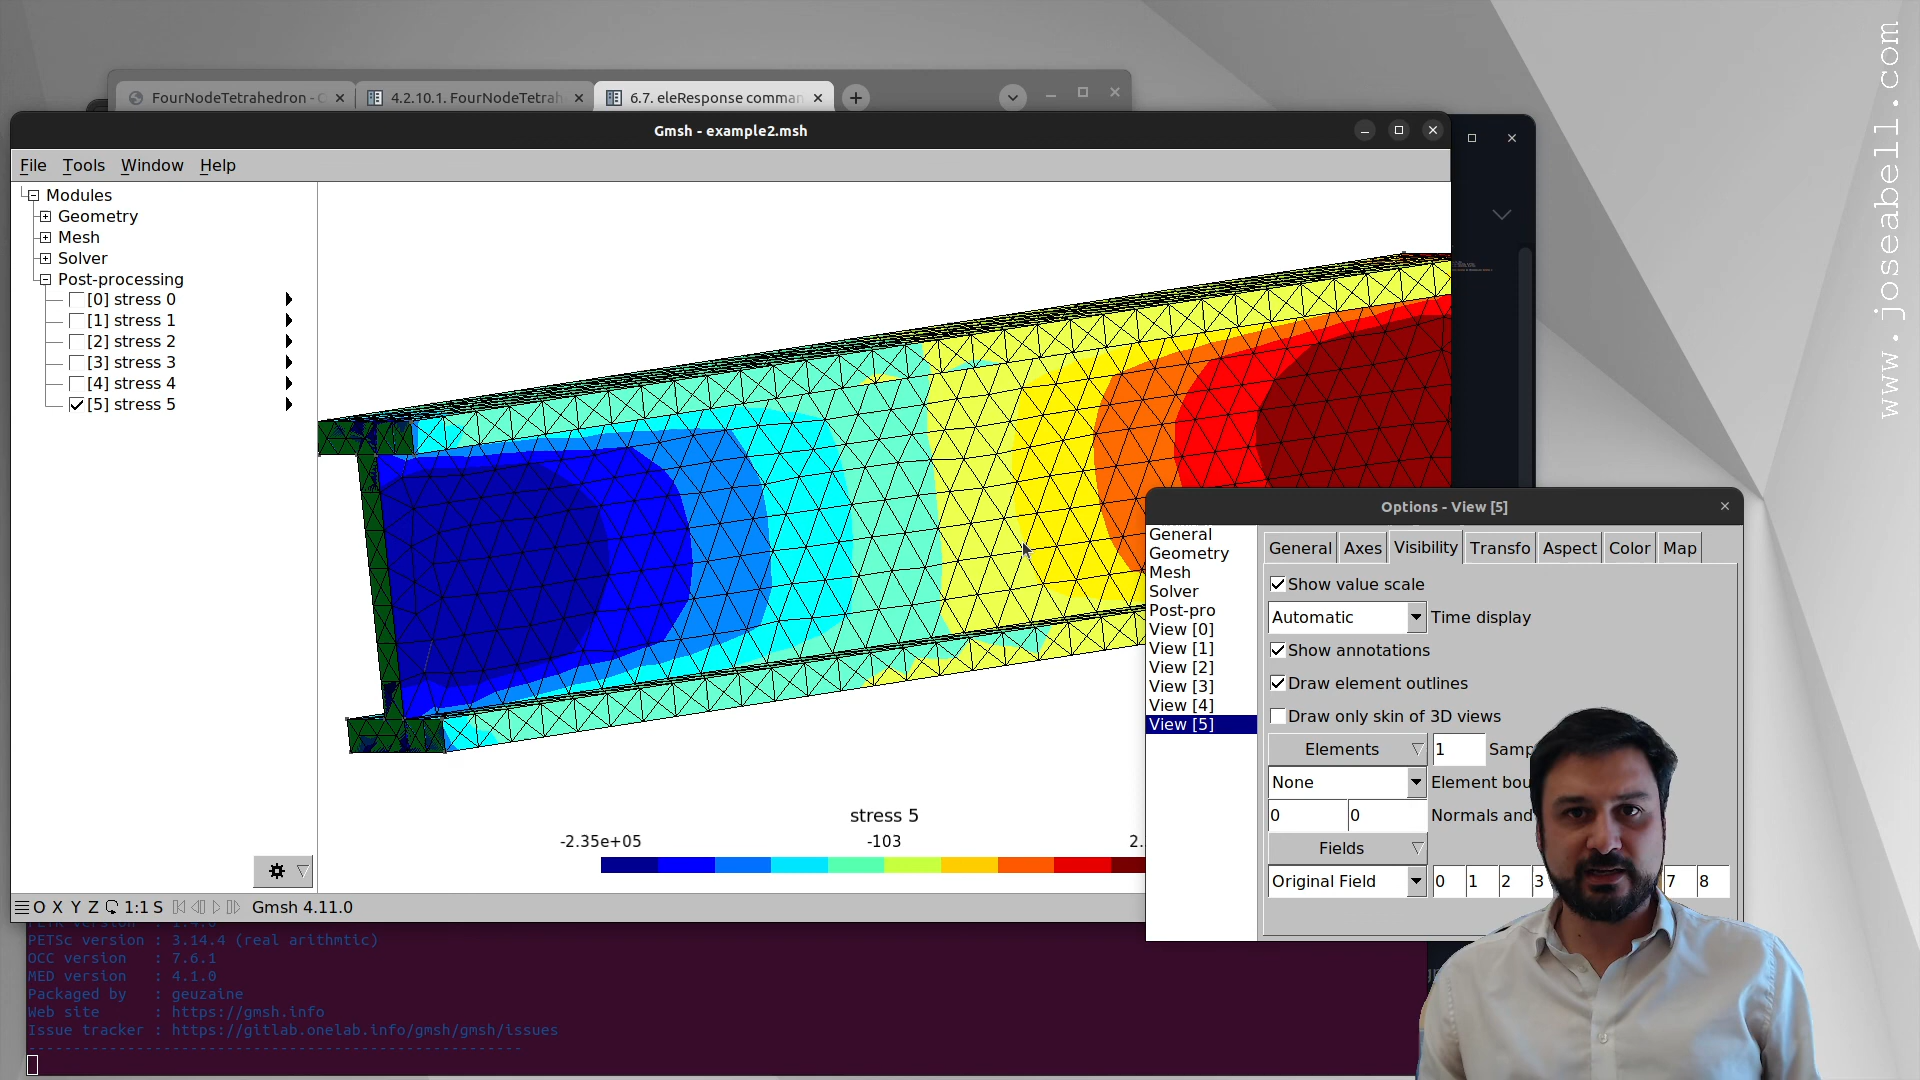 FourNodeTetrahedron -
4.2.10.1. FourNodeTetrah
6.7. eleResponse comman
Gmsh - example2.msh
File Tools Window Help
Modules
Geometry
Mesh
Solver
Post-processing
[0] stress 0
[1] stress 1
[2] stress 2
[3] stress 3
[4] stress 4
[5] stress 5
stress 5
-2.35e+05 -103 2.
O X Y Z 1:1 S Gmsh 4.11.0
PETSc version : 3.14.4 (real arithmtic)
OCC version : 7.6.1
MED version : 4.1.0
Packaged by : geuzaine
Web site : https://gmsh.info
Issue tracker : https://gitlab.onelab.info/gmsh/gmsh/issues
Options - View [5]
General
Geometry
Mesh
Solver
Post-pro
View [0]
View [1]
View [2]
View [3]
View [4]
View [5]
General Axes Visibility Transfo Aspect Color Map
Show value scale
Automatic Time display
Show annotations
Draw element outlines
Draw only skin of 3D views
Elements 1 Samp
None Element bou
0 0 Normals and
Fields
Original Field 0 1 2 3 7 8
www.joseabell.com